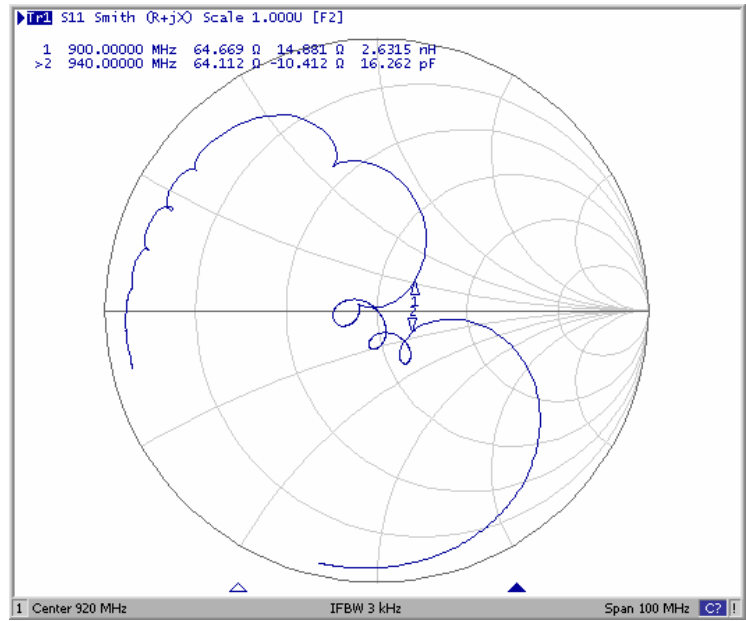 Tr1 S11 Smith (R+jX) Scale 1.000U [F2]
1 900.00000 MHz 64.669 Ω 14.881 Ω 2.6315 nH
>2 940.00000 MHz 64.112 Ω -10.412 Ω 16.262 pF
1
2
1 Center 920 MHz IFBW 3 kHz Span 100 MHz C? !